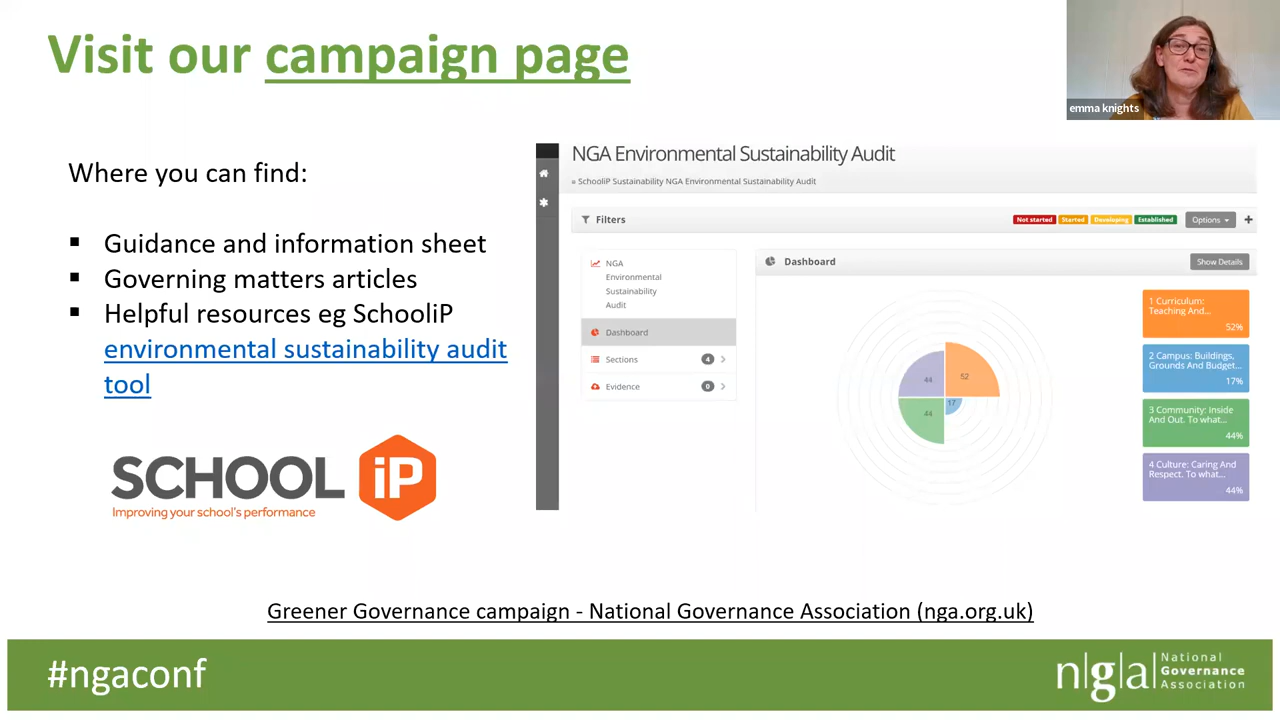 Visit our campaign page
emma knights
Where you can find:
▪ Guidance and information sheet
▪ Governing matters articles
▪ Helpful resources eg SchooliP
environmental sustainability audit
tool
SCHOOL iP
Improving your school's performance
NGA Environmental Sustainability Audit
» SchooliP Sustainability NGA Environmental Sustainability Audit
Filters
Not started Started Developing Established Options
NGA
Environmental
Sustainability
Audit
Dashboard
Sections 4
Evidence 0
Dashboard
Show Details
44 52
17
44
1 Curriculum:
Teaching And...
52%
2 Campus: Buildings,
Grounds And Budget...
17%
3 Community: Inside
And Out. To what...
44%
4 Culture: Caring And
Respect. To what...
44%
Greener Governance campaign - National Governance Association (nga.org.uk)
#ngaconf
n|g|a| National
Governance
Association